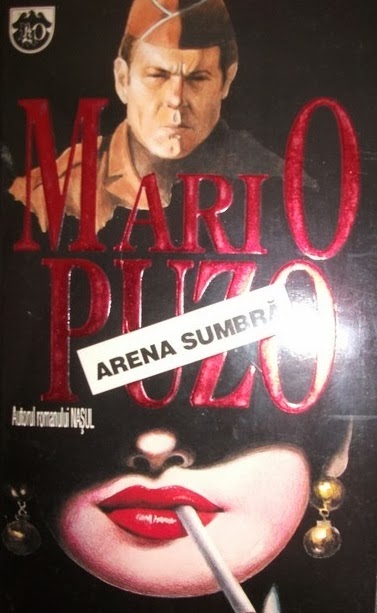 MARIO
PUZO
ARENA SUMBRĂ
Autorul romanului NAȘUL